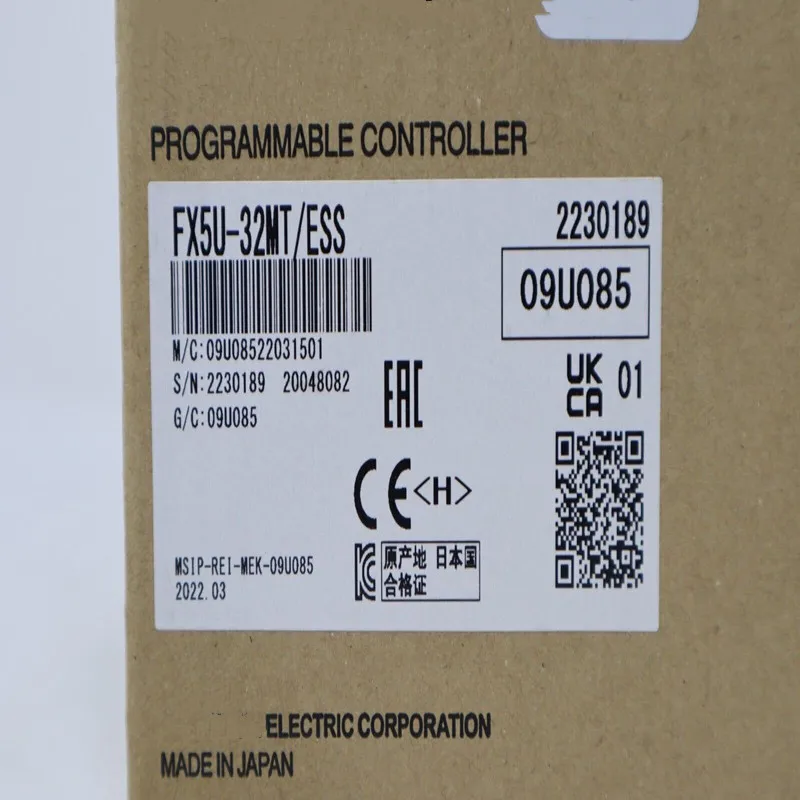 PROGRAMMABLE CONTROLLER
FX5U-32MT/ESS
2230189
09U085
M/C:09U08522031501
S/N:2230189 20048082
G/C:09U085
EAC
UK
CA
01
CE<H>
MSIP-REI-MEK-09U085
2022.03
原产地 日本国
合格证
ELECTRIC CORPORATION
MADE IN JAPAN